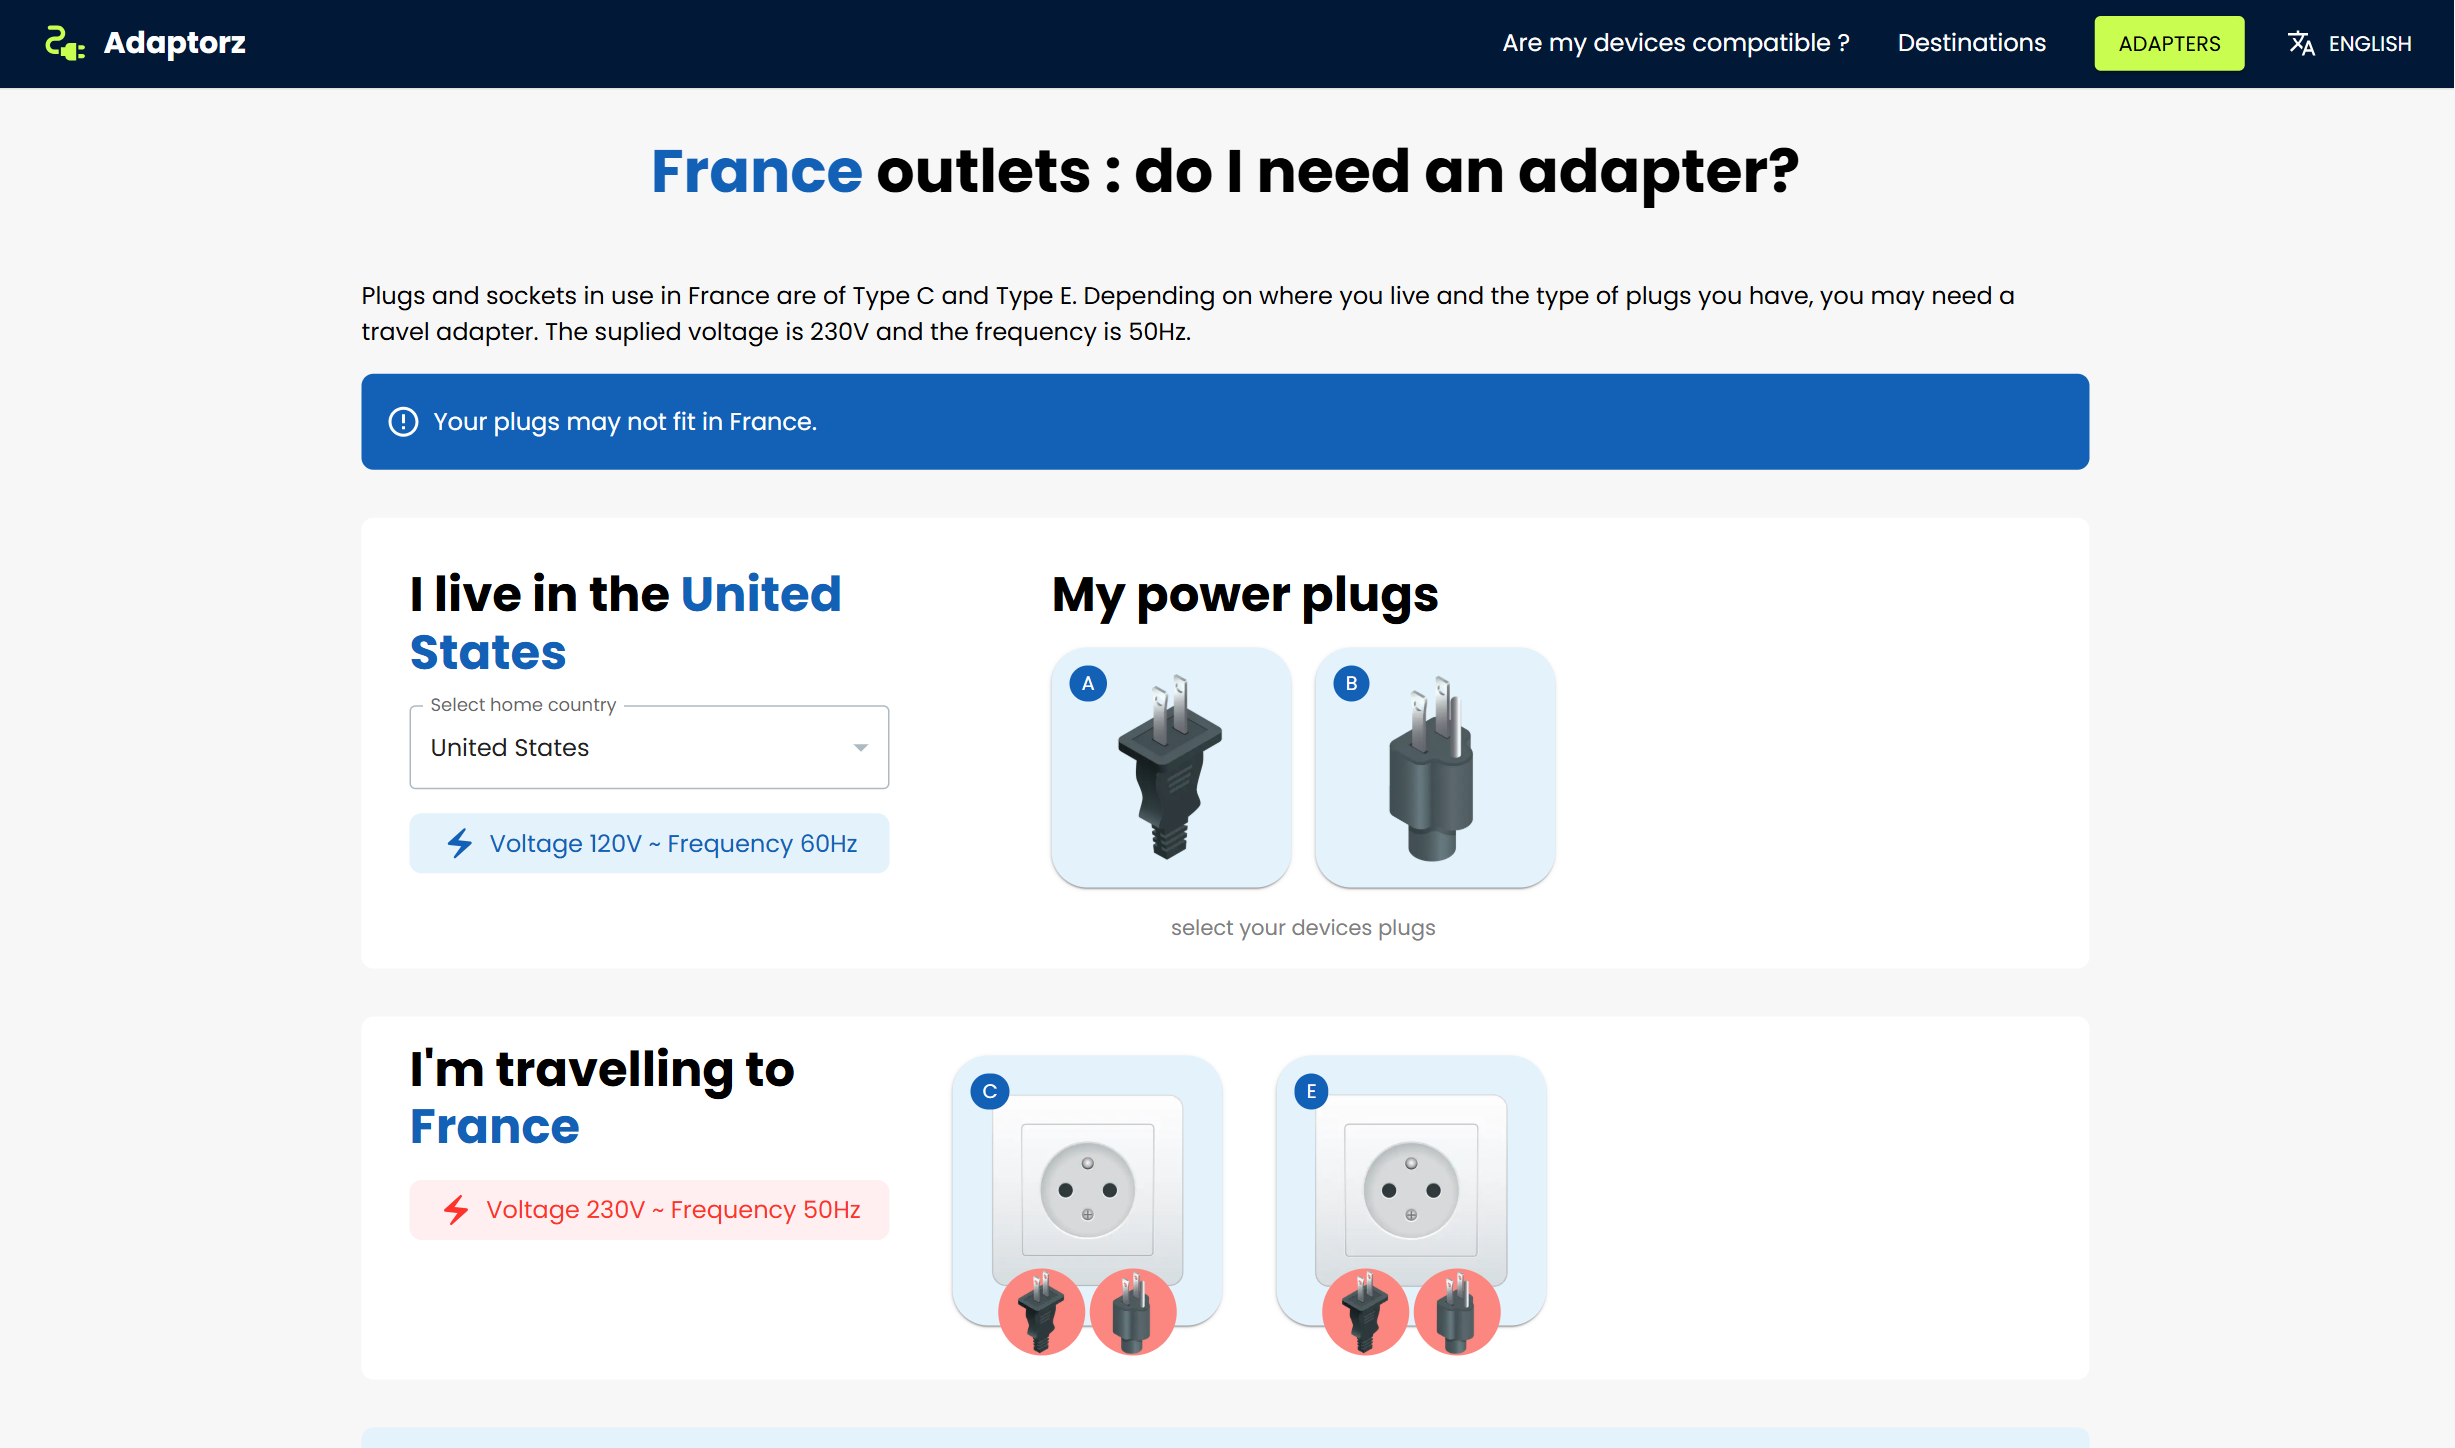 Adaptorz
Are my devices compatible ?
Destinations
ADAPTERS
ENGLISH
France outlets : do I need an adapter?
Plugs and sockets in use in France are of Type C and Type E. Depending on where you live and the type of plugs you have, you may need a
travel adapter. The suplied voltage is 230V and the frequency is 50Hz.
Your plugs may not fit in France.
I live in the United
States
Select home country
United States
Voltage 120V ~ Frequency 60Hz
My power plugs
A
B
select your devices plugs
I'm travelling to
France
Voltage 230V ~ Frequency 50Hz
C
E